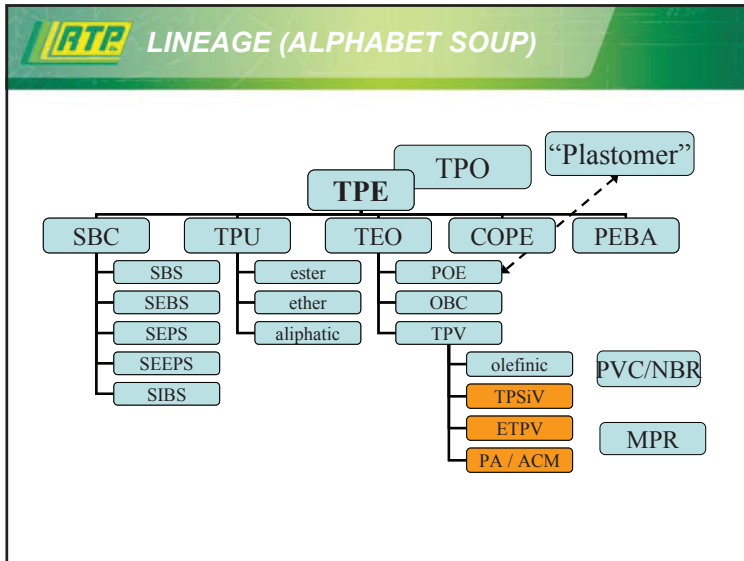 RTP
LINEAGE (ALPHABET SOUP)
TPO
“Plastomer”
TPE
SBC
TPU
TEO
COPE
PEBA
SBS
SEBS
SEPS
SEEPS
SIBS
ester
ether
aliphatic
POE
OBC
TPV
olefinic
TPSiV
ETPV
PA / ACM
PVC/NBR
MPR